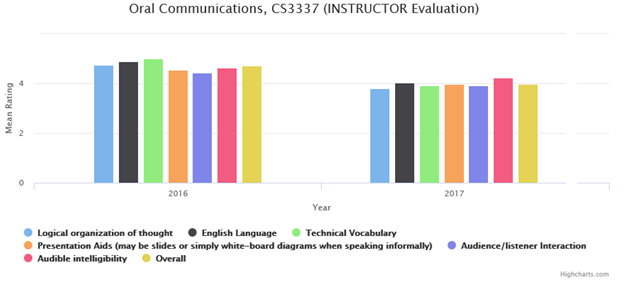 Oral Communications, CS3337 (INSTRUCTOR Evaluation)
Mean Rating
4
2
0
2016
2017
Year
Logical organization of thought
English Language
Technical Vocabulary
Presentation Aids (may be slides or simply white-board diagrams when speaking informally)
Audience/listener Interaction
Audible intelligibility
Overall
Highcharts.com